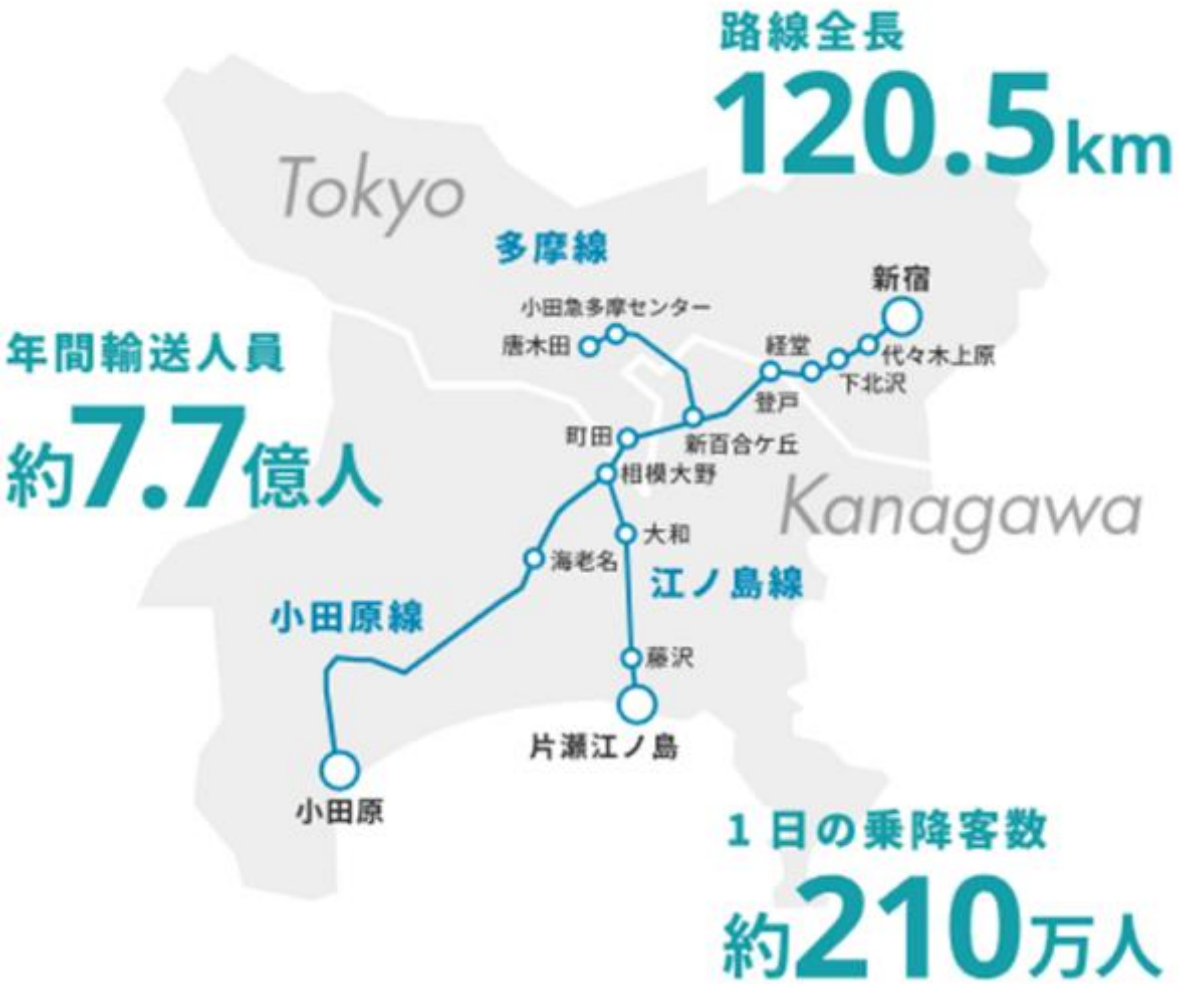 路線全長
120.5km
Tokyo
多摩線
新宿
小田急多摩センター
唐木田
経堂
代々木上原
下北沢
登戸
年間輸送人員
約7.7億人
町田
新百合ケ丘
相模大野
Kanagawa
大和
海老名
江ノ島線
小田原線
藤沢
片瀬江ノ島
小田原
1日の乗降客数
約210万人